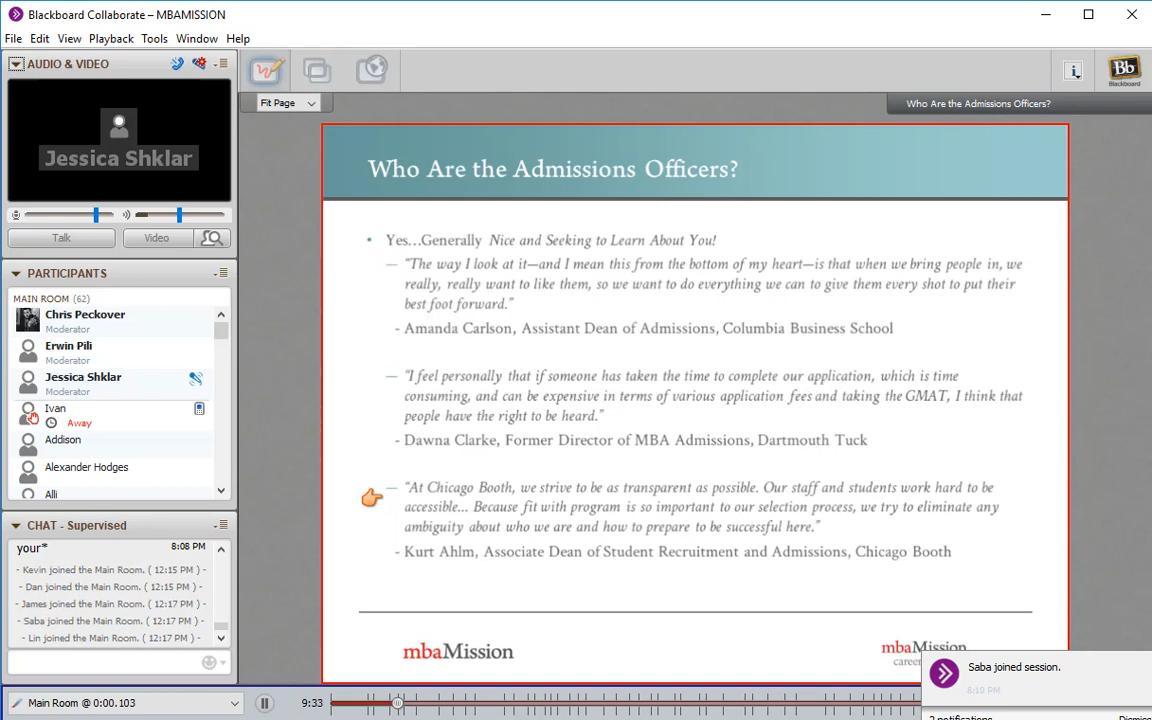 Blackboard Collaborate – MBAMISSION
File Edit View Playback Tools Window Help
AUDIO & VIDEO
Jessica Shklar
Talk Video
PARTICIPANTS
MAIN ROOM (62)
Chris Peckover
Moderator
Erwin Pili
Moderator
Jessica Shklar
Moderator
Ivan
Away
Addison
Alexander Hodges
Alli
CHAT - Supervised
your* 8:08 PM
- Kevin joined the Main Room. ( 12:15 PM ) -
- Dan joined the Main Room. ( 12:15 PM ) -
- James joined the Main Room. ( 12:17 PM ) -
- Saba joined the Main Room. ( 12:17 PM ) -
- Lin joined the Main Room. ( 12:17 PM ) -
Main Room @ 0:00.103
9:33
Fit Page
Who Are the Admissions Officers?
Bb
Blackboard
Who Are the Admissions Officers?
• Yes...Generally Nice and Seeking to Learn About You!
— "The way I look at it—and I mean this from the bottom of my heart—is that when we bring people in, we
really, really want to like them, so we want to do everything we can to give them every shot to put their
best foot forward."
- Amanda Carlson, Assistant Dean of Admissions, Columbia Business School
— "I feel personally that if someone has taken the time to complete our application, which is time
consuming, and can be expensive in terms of various application fees and taking the GMAT, I think that
people have the right to be heard."
- Dawna Clarke, Former Director of MBA Admissions, Dartmouth Tuck
— "At Chicago Booth, we strive to be as transparent as possible. Our staff and students work hard to be
accessible... Because fit with program is so important to our selection process, we try to eliminate any
ambiguity about who we are and how to prepare to be successful here."
- Kurt Ahlm, Associate Dean of Student Recruitment and Admissions, Chicago Booth
mbaMission
mbaMission
career
Saba joined session.
8:10 PM
2 notifications